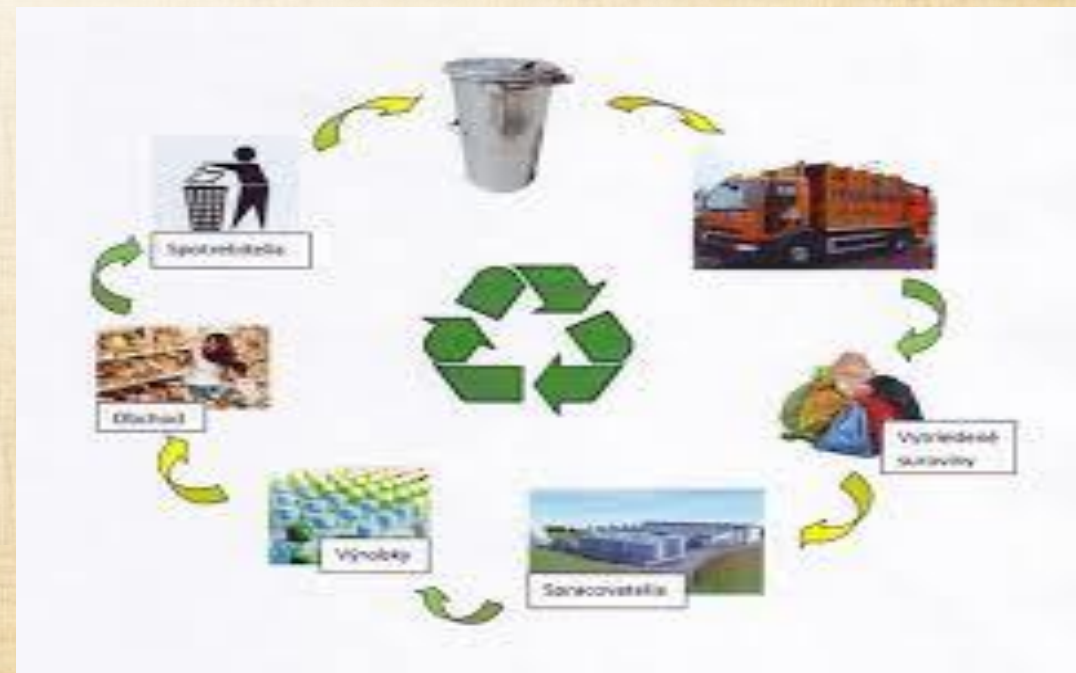 Spotrebitelia
Obchod
Vytriedené
suroviny
Výrobky
Spracovatelia